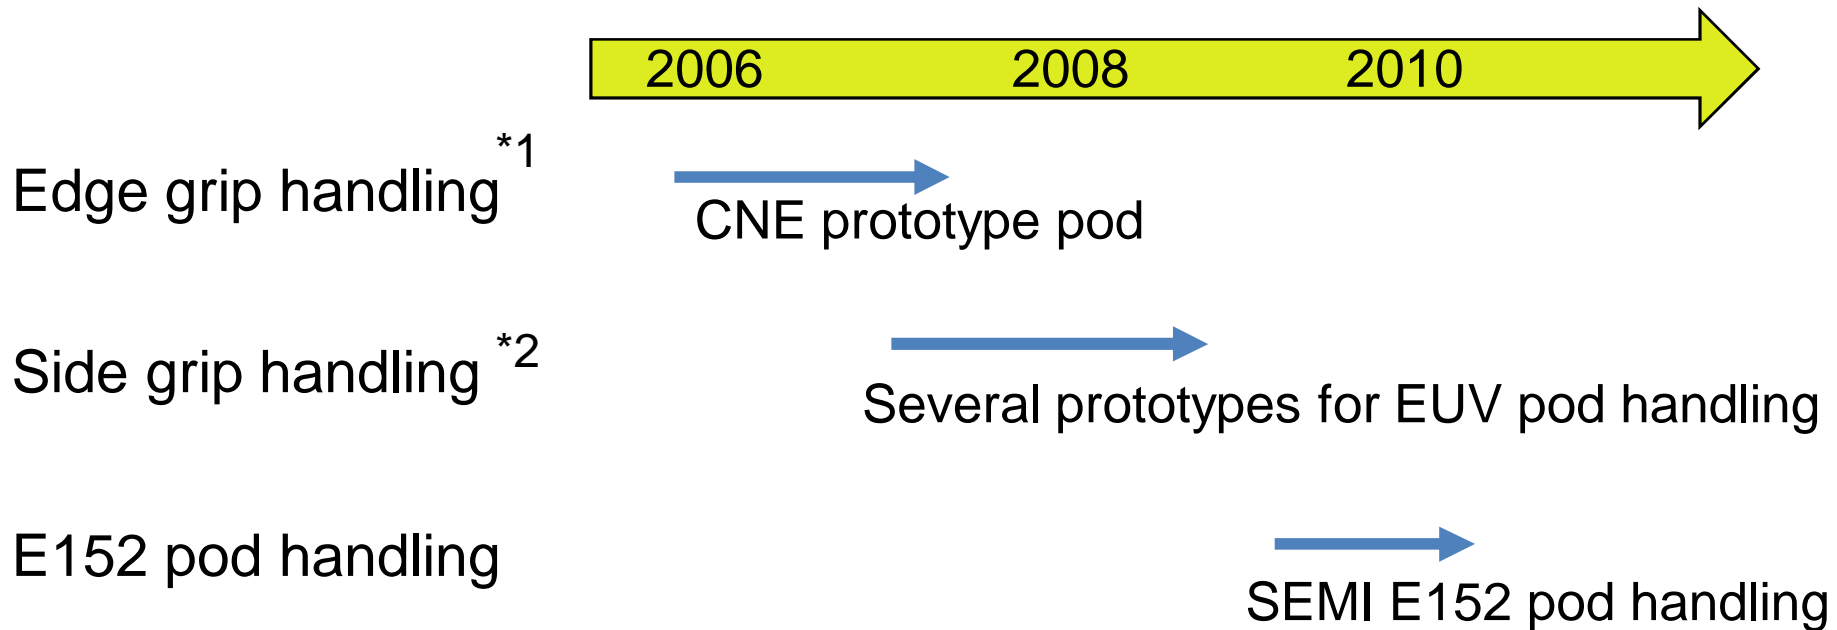 2006 2008 2010
Edge grip handling *1
CNE prototype pod
Side grip handling *2
Several prototypes for EUV pod handling
E152 pod handling
SEMI E152 pod handling